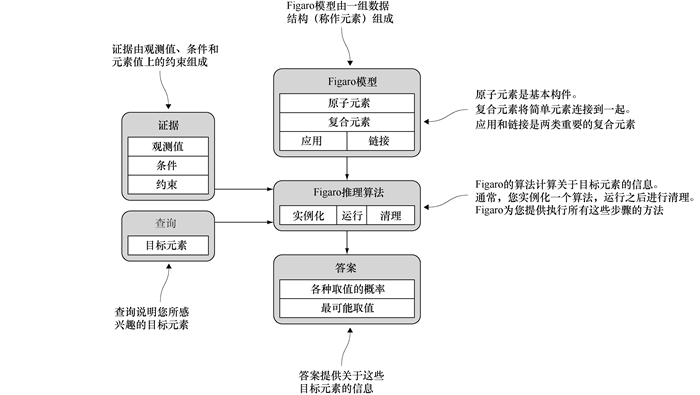 Figaro模型由一组数据
结构（称作元素）组成
证据由观测值、条件和
元素值上的约束组成
Figaro模型
原子元素
复合元素
应用
链接
原子元素是基本构件。
复合元素将简单元素连接到一起。
应用和链接是两类重要的复合元素
证据
观测值
条件
约束
Figaro推理算法
实例化
运行
清理
Figaro的算法计算关于目标元素的信息。
通常，您实例化一个算法，运行之后进行清理。
Figaro为您提供执行所有这些步骤的方法
查询
目标元素
查询说明您所感
兴趣的目标元素
答案
各种取值的概率
最可能取值
答案提供关于这些
目标元素的信息